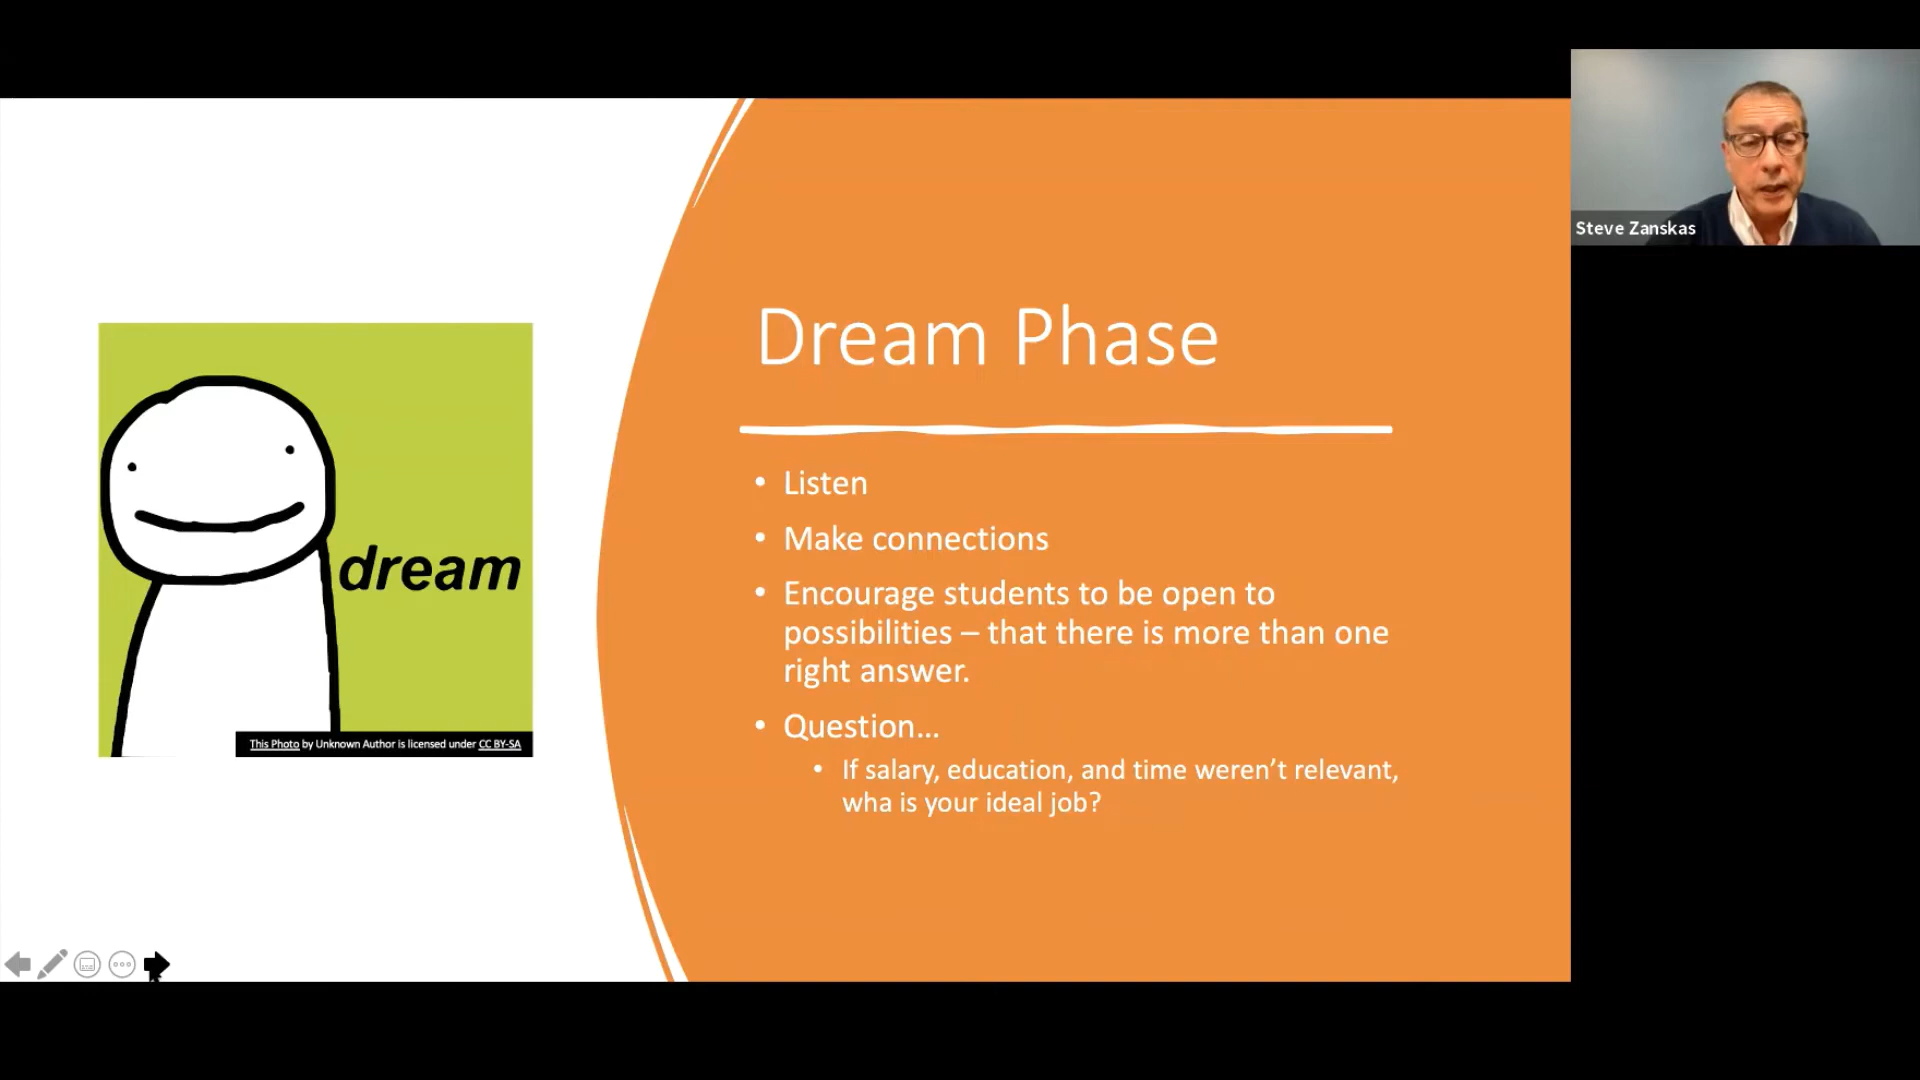 Steve Zanskas
Dream Phase
• Listen
• Make connections
• Encourage students to be open to
possibilities – that there is more than one
right answer.
• Question...
• If salary, education, and time weren't relevant,
wha is your ideal job?
dream
This Photo by Unknown Author is licensed under CC BY-SA